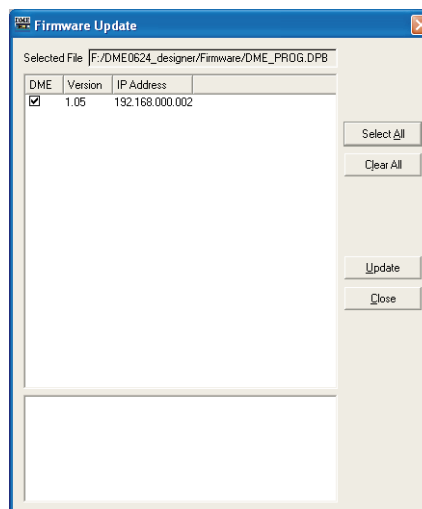 DME Firmware Update
Selected File F:/DME0624_designer/Firmware/DME_PROG.DPB
DME Version IP Address
1.05 192.168.000.002
Select All
Clear All
Update
Close